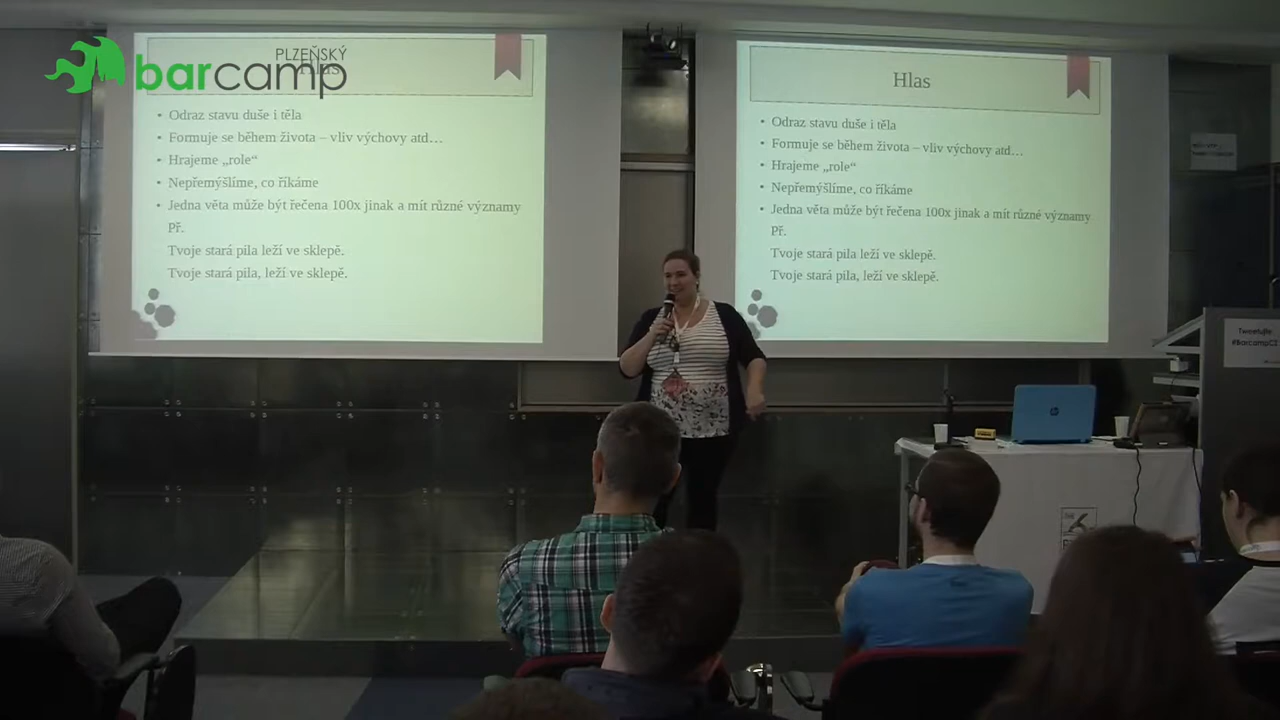 PLZEŇSKÝ
barcamp
Hlas
• Odraz stavu duše i těla
• Formuje se během života – vliv výchovy atd…
• Hrajeme „role“
• Nepřemýšlíme, co říkáme
• Jedna věta může být řečena 100x jinak a mít různé významy
Př.
Tvoje stará pila leží ve sklepě.
Tvoje stará pila, leží ve sklepě.
Hlas
• Odraz stavu duše i těla
• Formuje se během života – vliv výchovy atd…
• Hrajeme „role“
• Nepřemýšlíme, co říkáme
• Jedna věta může být řečena 100x jinak a mít různé významy
Př.
Tvoje stará pila leží ve sklepě.
Tvoje stará pila, leží ve sklepě.
Tweetujte
#BarcampCZ
hp